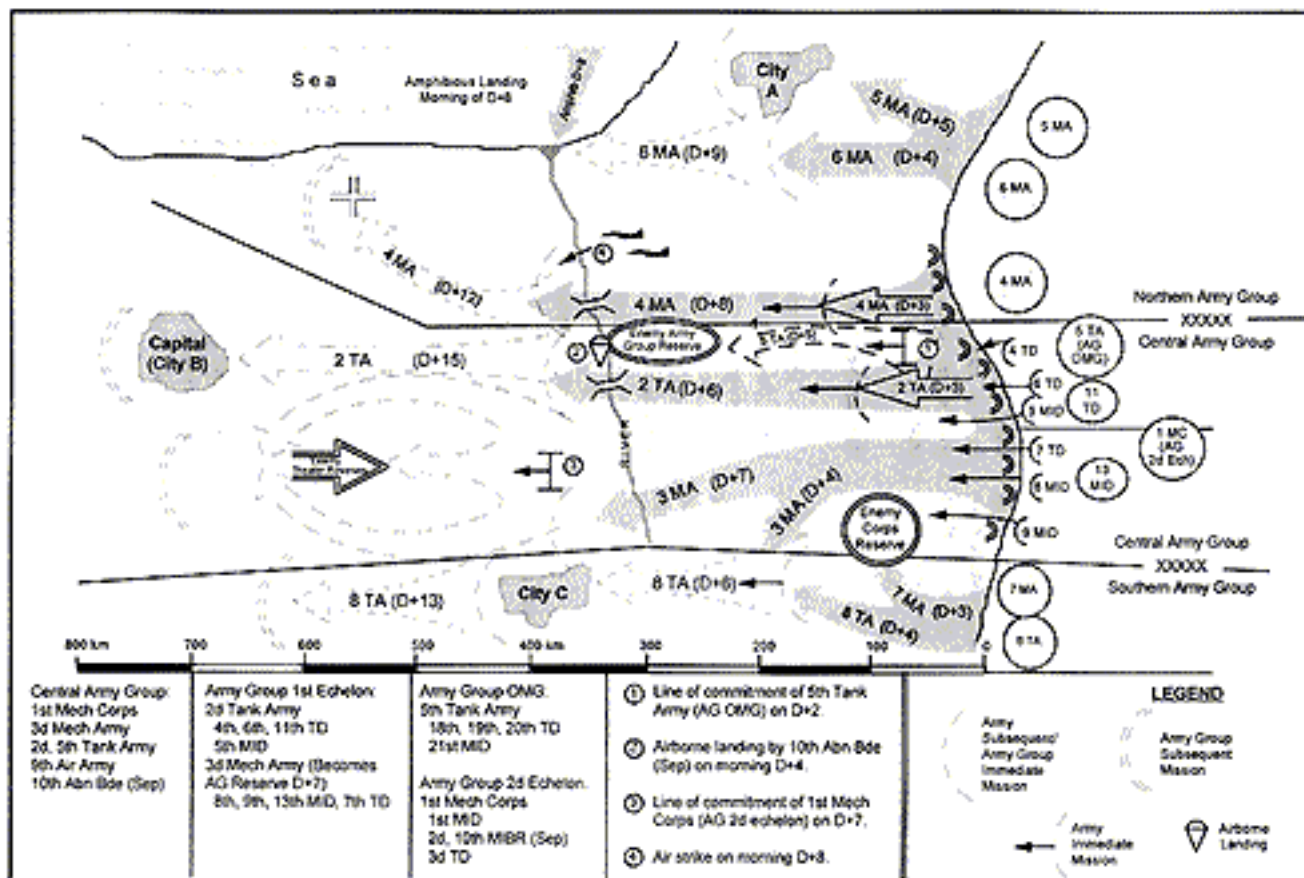 Sea
Amphibious Landing
Morning of D+8
City
A
5 MA (D+5)
5 MA
6 MA (D+9)
6 MA (D+4)
6 MA
4 MA
(D+12)
4
4 MA (D+8)
4 MA (D+3)
4 MA
Northern Army Group
XXXXX
Central Army Group
Enemy Army
Group Reserve
1
4 TD
5 TA
(AG
OMG)
Capital
(City B)
2 TA (D+15)
2
2 TA (D+6)
2 TA (D+3)
6 TD
11
TD
5 MID
RIVER
1 MC
(AG
2d Ech)
7 TD
3
3 MA (D+7)
3 MA (D+4)
8 MID
13
MID
Enemy
Corps
Reserve
9 MID
Central Army Group
XXXXX
Southern Army Group
8 TA (D+13)
City C
8 TA (D+6)
7 MA (D+3)
8 TA (D+4)
7 MA
8 TA
800 km
700
600
500
400 km
300
200
100
0
Central Army Group:
1st Mech Corps
3d Mech Army
2d, 5th Tank Army
9th Air Army
10th Abn Bde (Sep)
Army Group 1st Echelon:
2d Tank Army
4th, 6th, 11th TD
5th MID
3d Mech Army (Becomes
AG Reserve D+7)
8th, 9th, 13th MID, 7th TD
Army Group OMG:
5th Tank Army
18th, 19th, 20th TD
21st MID
Army Group 2d Echelon:
1st Mech Corps
1st MID
2d, 10th MIBR (Sep)
3d TD
1 Line of commitment of 5th Tank
Army (AG OMG) on D+2.
2 Airborne landing by 10th Abn Bde
(Sep) on morning D+4.
3 Line of commitment of 1st Mech
Corps (AG 2d echelon) on D+7.
4 Air strike on morning D+8.
LEGEND
Army
Subsequent/
Army Group
Immediate
Mission
Army Group
Subsequent
Mission
Army
Immediate
Mission
Airborne
Landing